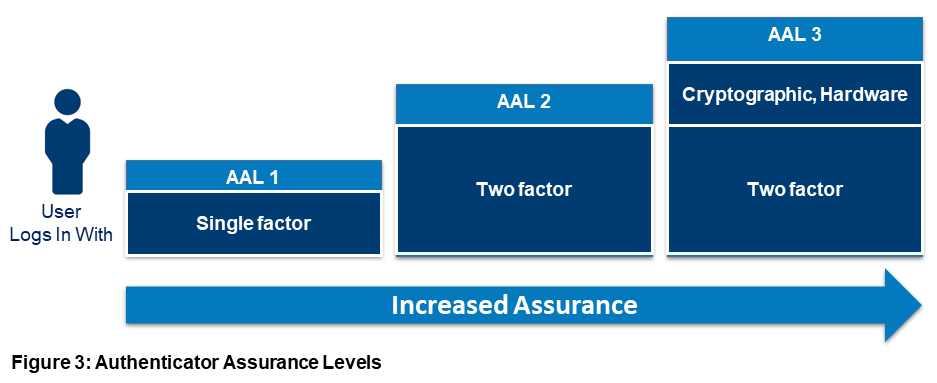 AAL 3
Cryptographic, Hardware
Two factor
AAL 2
Two factor
AAL 1
Single factor
User
Logs In With
Increased Assurance
Figure 3: Authenticator Assurance Levels